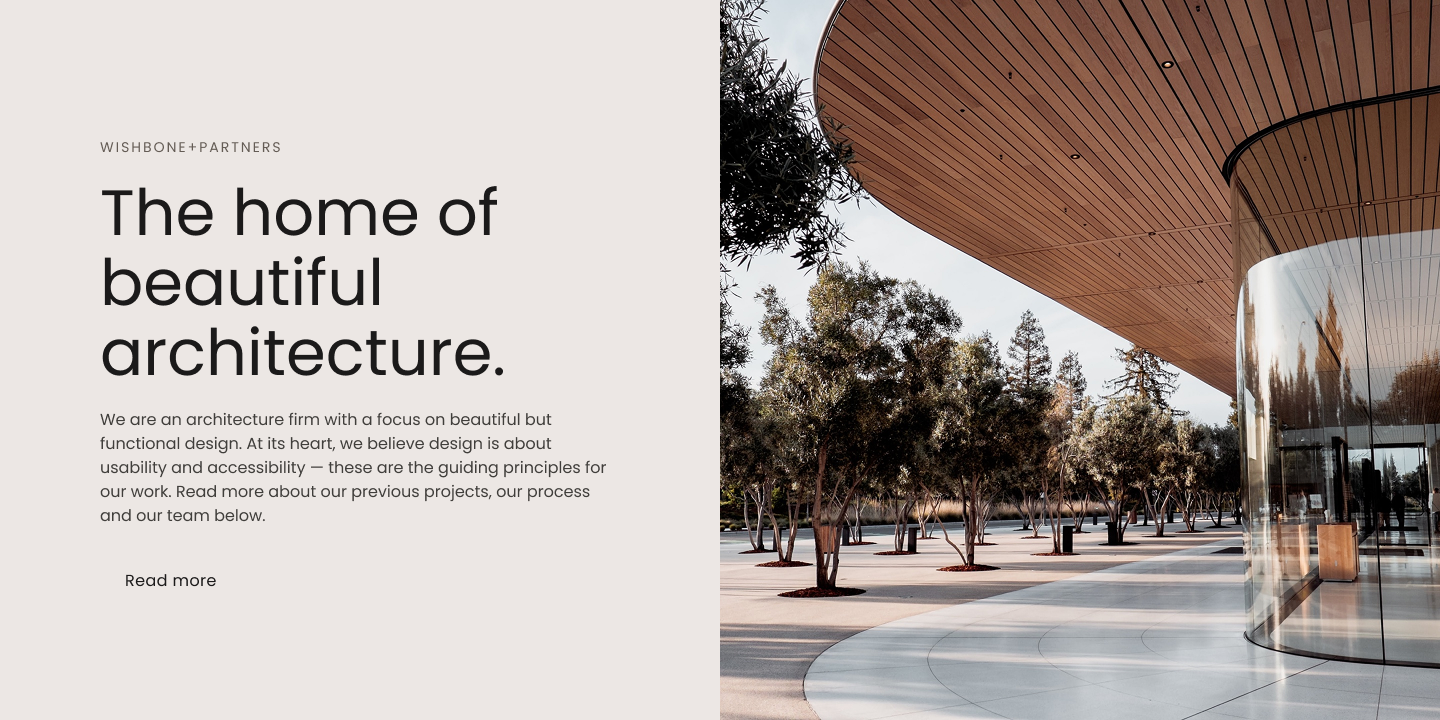 WISHBONE+PARTNERS
The home of
beautiful
architecture.
We are an architecture firm with a focus on beautiful but
functional design. At its heart, we believe design is about
usability and accessibility — these are the guiding principles for
our work. Read more about our previous projects, our process
and our team below.
Read more